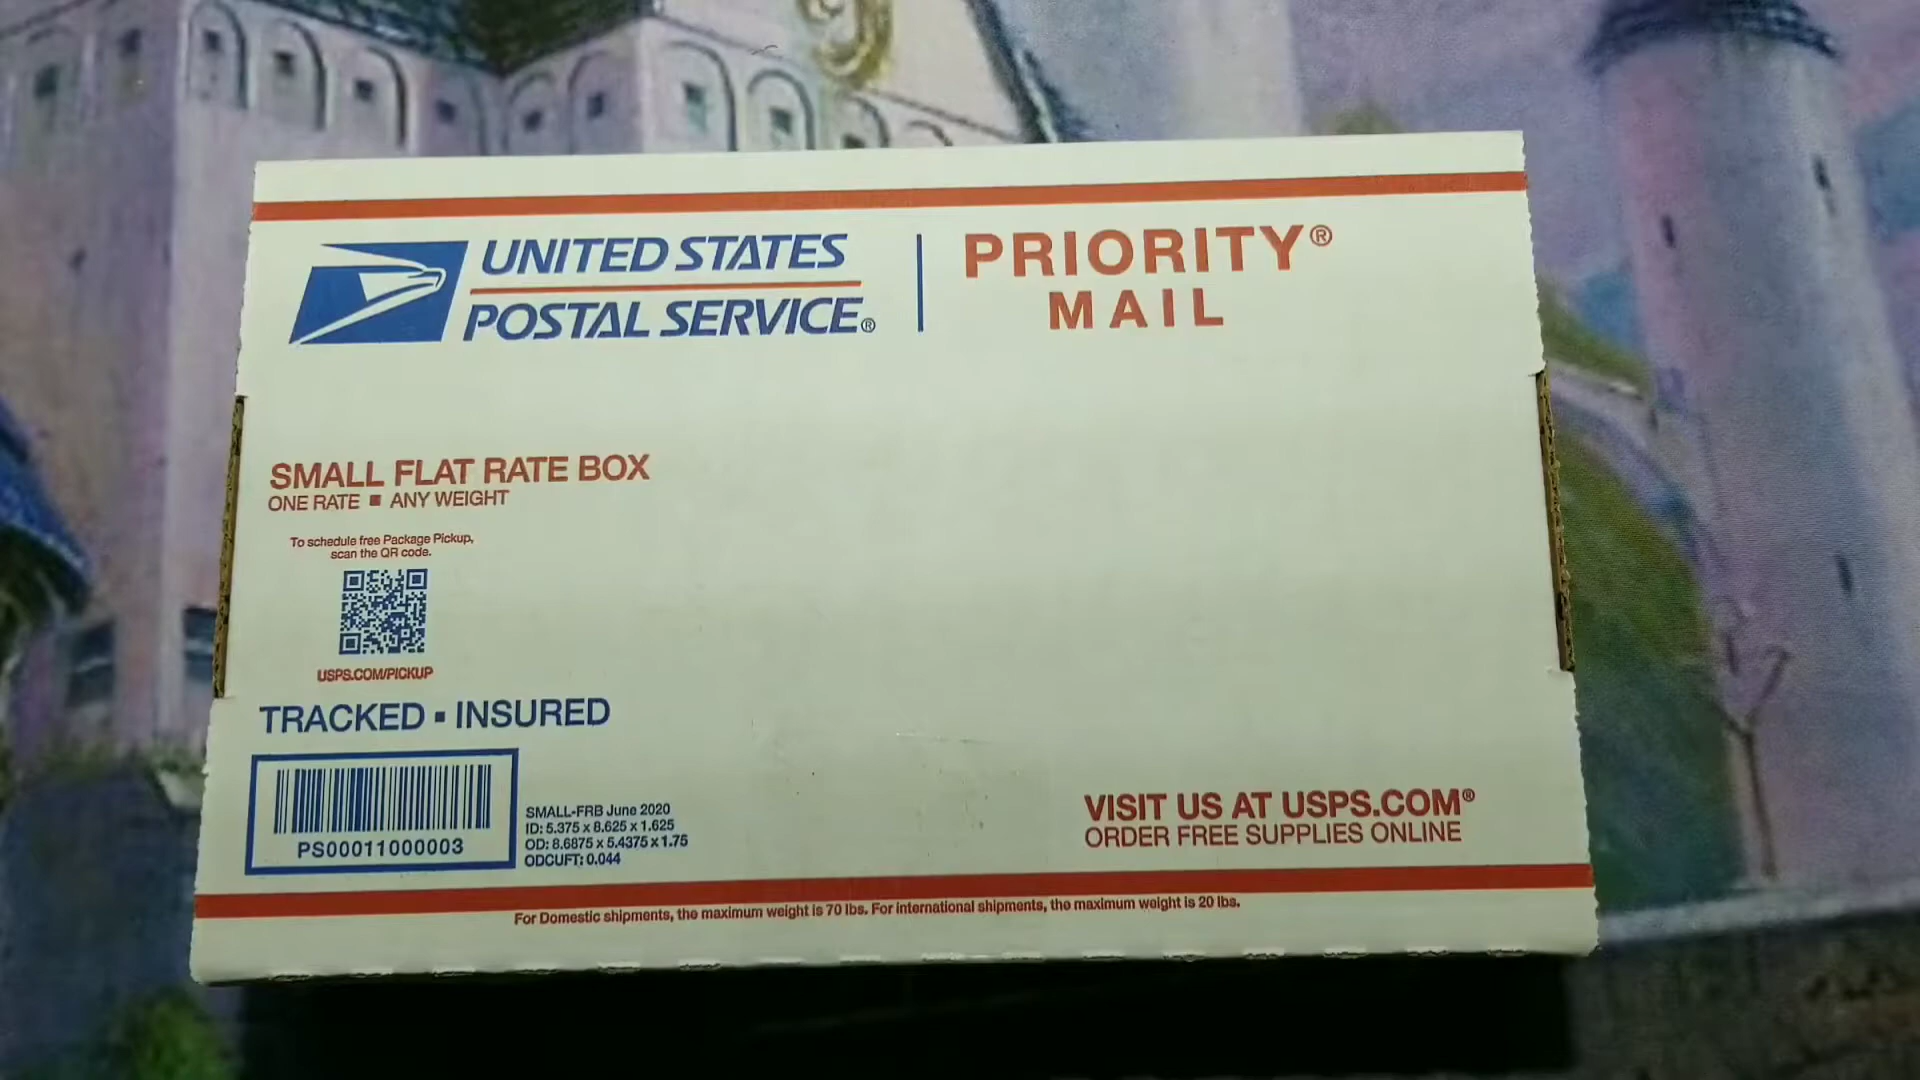 UNITED STATES
POSTAL SERVICE®
PRIORITY®
MAIL
SMALL FLAT RATE BOX
ONE RATE ▪ ANY WEIGHT
To schedule free Package Pickup,
scan the QR code.
USPS.COM/PICKUP
TRACKED ▪ INSURED
PS00011000003
SMALL-FRB June 2020
ID: 5.375 x 8.625 x 1.625
OD: 8.6875 x 5.4375 x 1.75
ODCUFT: 0.044
VISIT US AT USPS.COM®
ORDER FREE SUPPLIES ONLINE
For Domestic shipments, the maximum weight is 70 lbs. For international shipments, the maximum weight is 20 lbs.